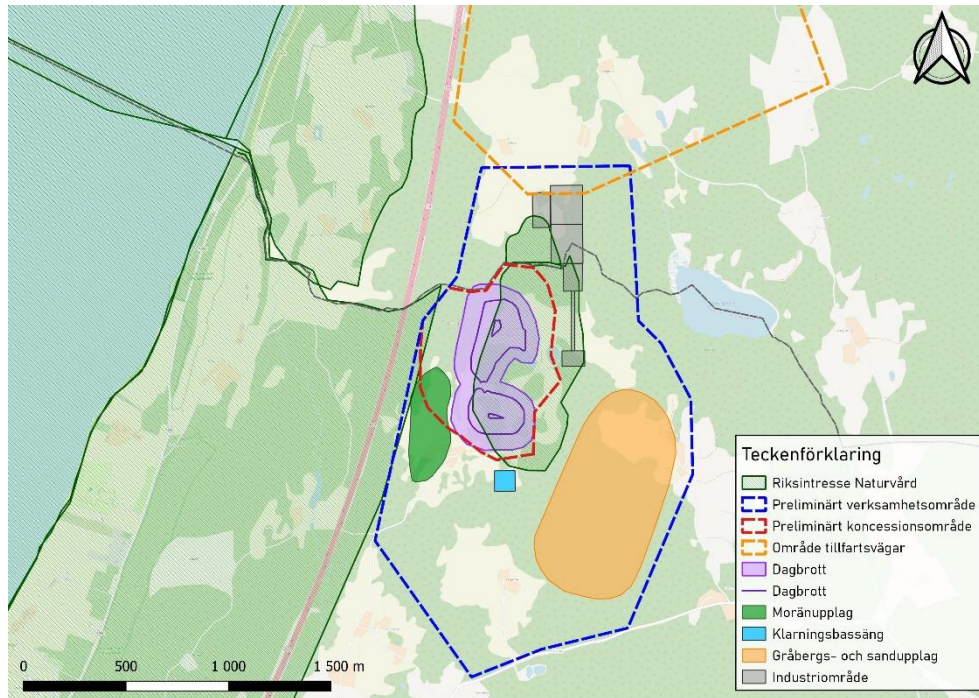 Teckenförklaring
Riksintresse Naturvård
Preliminärt verksamhetsområde
Preliminärt koncessionsområde
Område tillfartsvägar
Dagbrott
Dagbrott
Moränupplag
Klarningsbassäng
Gråbergs- och sandupplag
Industriområde
0 500 1 000 1 500 m